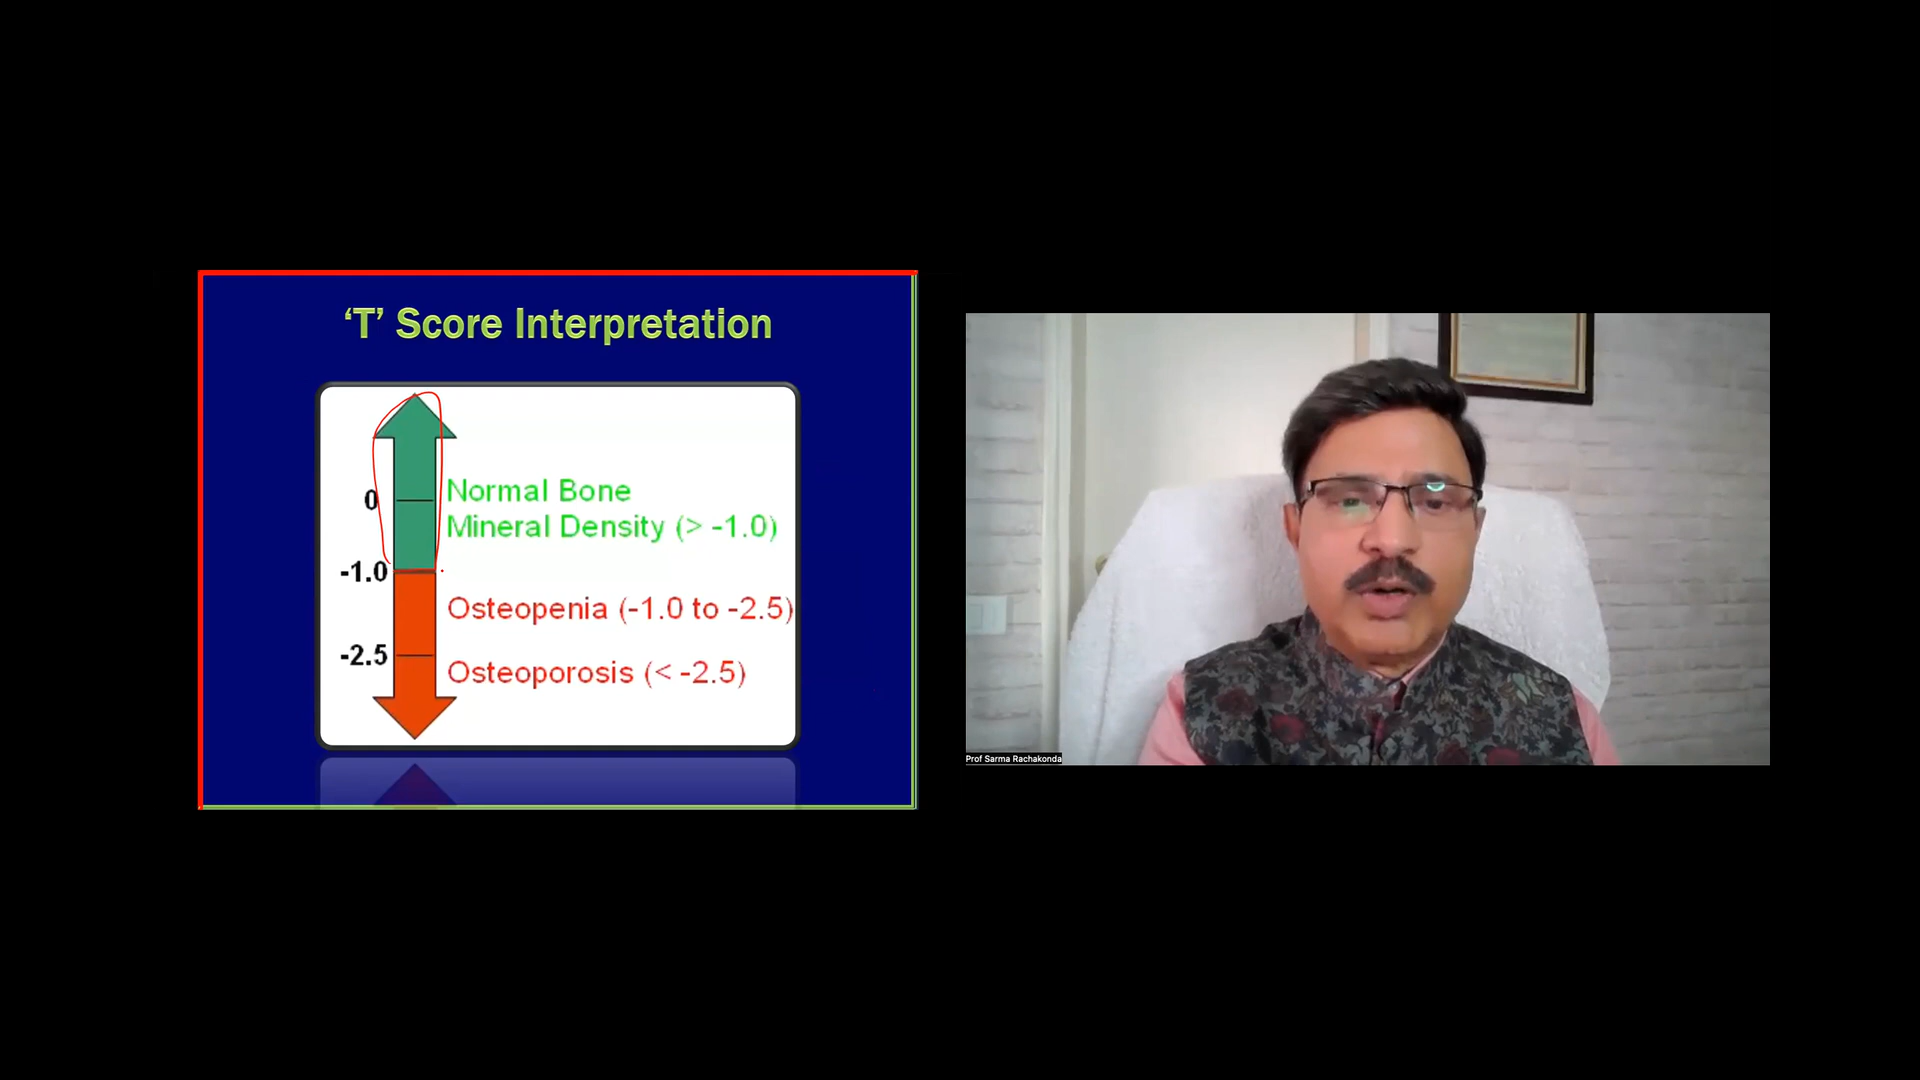 ‘T’ Score Interpretation
0
Normal Bone
Mineral Density (> -1.0)
-1.0
Osteopenia (-1.0 to -2.5)
-2.5
Osteoporosis (< -2.5)
Prof Sarma Rachakonda